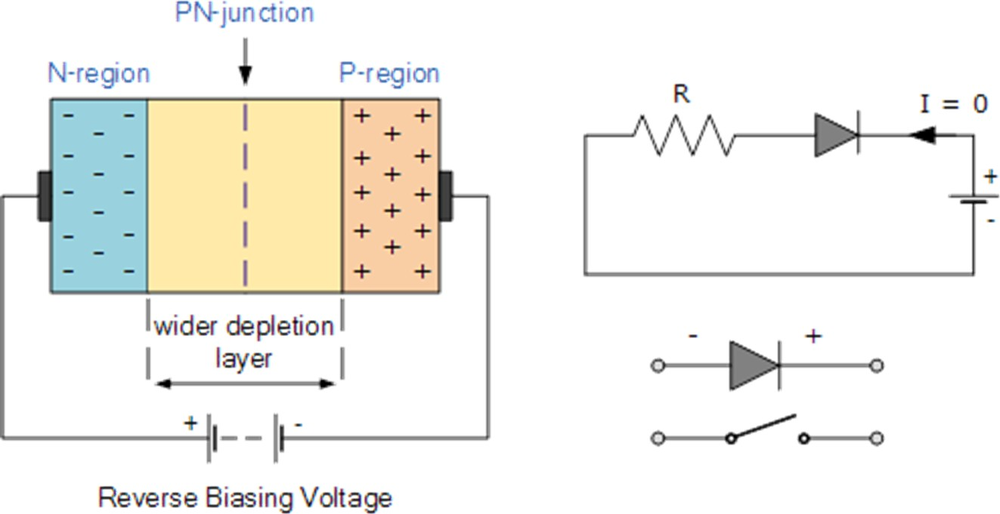 PN-junction
N-region
P-region
wider depletion
layer
+ -
Reverse Biasing Voltage
R
I = 0
+
-
- +